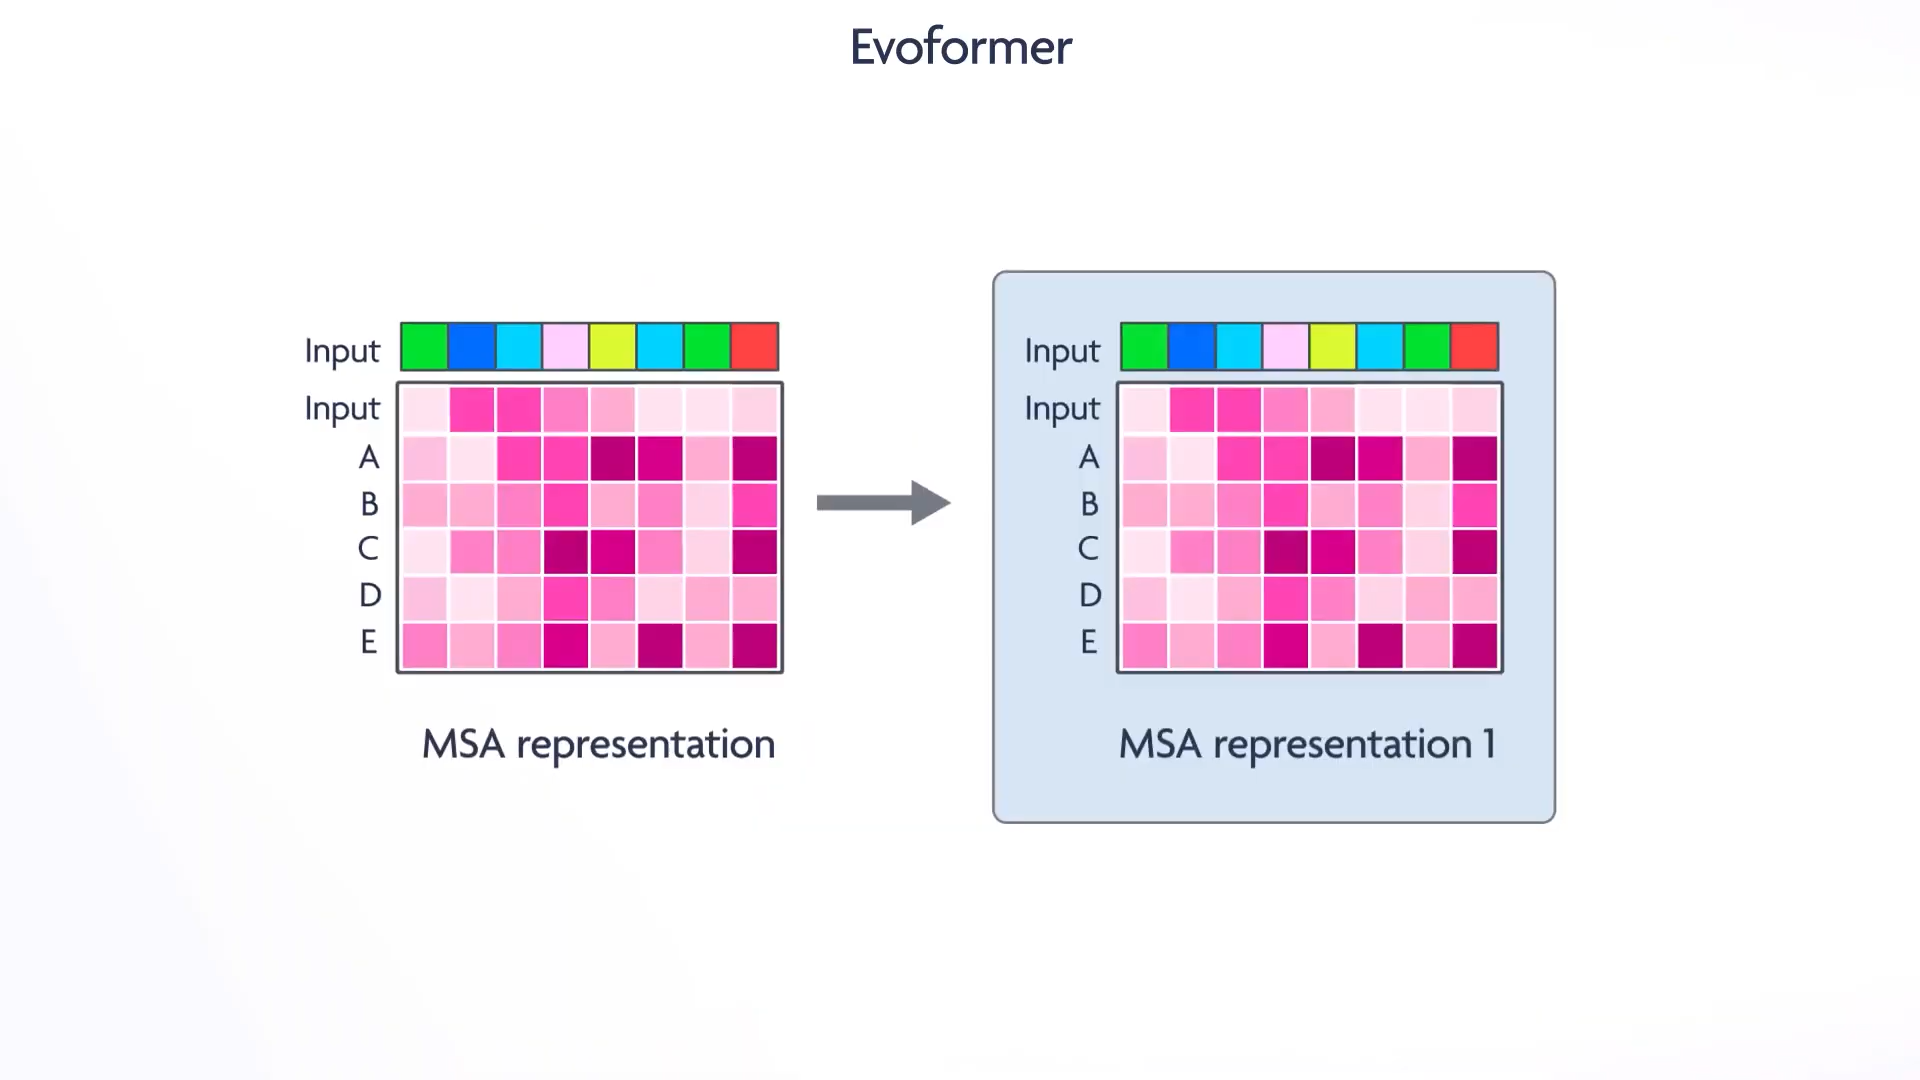 Evoformer
Input
Input
A
B
C
D
E
MSA representation
Input
Input
A
B
C
D
E
MSA representation 1